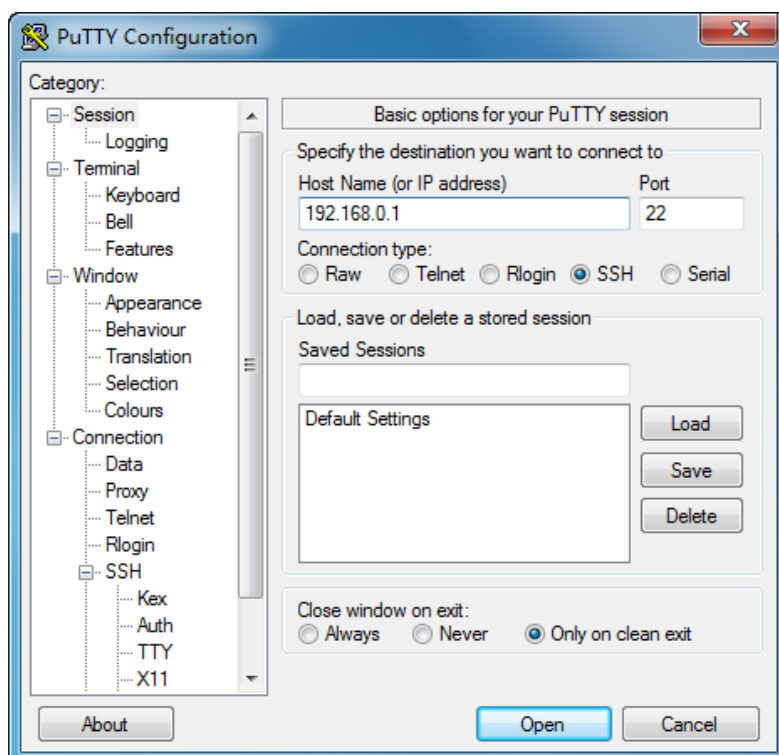 PuTTY Configuration
Category:
Session
Logging
Terminal
Keyboard
Bell
Features
Window
Appearance
Behaviour
Translation
Selection
Colours
Connection
Data
Proxy
Telnet
Rlogin
SSH
Kex
Auth
TTY
X11
Basic options for your PuTTY session
Specify the destination you want to connect to
Host Name (or IP address) Port
192.168.0.1 22
Connection type:
Raw Telnet Rlogin SSH Serial
Load, save or delete a stored session
Saved Sessions
Default Settings
Load
Save
Delete
Close window on exit:
Always Never Only on clean exit
About Open Cancel